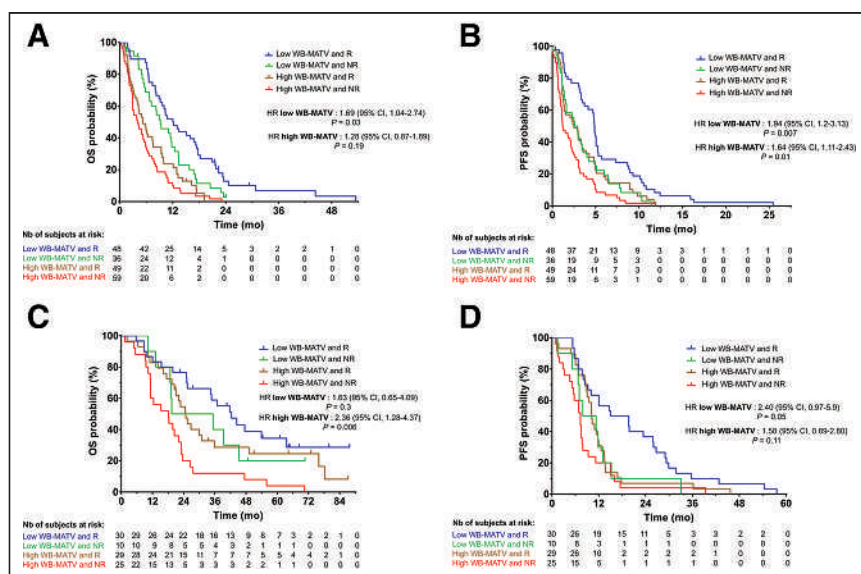 A
OS probability (%)
100
80
60
40
20
0
0 12 24 36 48
Time (mo)
Low WB-MATV and R
Low WB-MATV and NR
High WB-MATV and R
High WB-MATV and NR
HR low WB-MATV : 1.69 (95% CI, 1.04-2.74)
P = 0.03
HR high WB-MATV : 1.28 (95% CI, 0.87-1.89)
P = 0.19
Nb of subjects at risk:
Low WB-MATV and R 48 42 25 14 5 3 2 2 1 0
Low WB-MATV and NR 36 24 12 4 1 0 0 0 0 0
High WB-MATV and R 49 22 11 2 0 0 0 0 0 0
High WB-MATV and NR 59 20 6 2 0 0 0 0 0 0
B
PFS probability (%)
100
80
60
40
20
0
0 5 10 15 20 25
Time (mo)
Low WB-MATV and R
Low WB-MATV and NR
High WB-MATV and R
High WB-MATV and NR
HR low WB-MATV : 1.94 (95% CI, 1.2-3.13)
P = 0.007
HR high WB-MATV : 1.64 (95% CI, 1.11-2.43)
P = 0.01
Nb of subjects at risk:
Low WB-MATV and R 48 37 21 13 9 3 3 1 1 1 1 0
Low WB-MATV and NR 36 19 9 5 3 0 0 0 0 0 0 0
High WB-MATV and R 49 24 11 7 3 0 0 0 0 0 0 0
High WB-MATV and NR 59 19 5 3 1 0 0 0 0 0 0
C
OS probability (%)
100
80
60
40
20
0
0 12 24 36 48 60 72 84
Time (mo)
Low WB-MATV and R
Low WB-MATV and NR
High WB-MATV and R
High WB-MATV and NR
HR low WB-MATV : 1.63 (95% CI, 0.65-4.09)
P = 0.3
HR high WB-MATV : 2.36 (95% CI, 1.28-4.37)
P = 0.006
Nb of subjects at risk:
Low WB-MATV and R 30 29 26 24 22 18 16 13 9 8 7 3 2 2 1 0
Low WB-MATV and NR 10 10 9 8 5 5 4 3 2 1 1 0 0 0 0
High WB-MATV and R 29 28 24 21 15 11 7 7 7 5 5 4 4 2 1 0
High WB-MATV and NR 25 22 15 13 5 3 3 2 2 1 1 0 0 0 0
D
PFS probability (%)
100
80
60
40
20
0
0 12 24 36 48 60
Time (mo)
Low WB-MATV and R
Low WB-MATV and NR
High WB-MATV and R
High WB-MATV and NR
HR low WB-MATV : 2.40 (95% CI, 0.97-5.9)
P = 0.05
HR high WB-MATV : 1.58 (95% CI, 0.89-2.80)
P = 0.11
Nb of subjects at risk:
Low WB-MATV and R 30 26 19 15 11 5 3 3 2 2 0
Low WB-MATV and NR 10 8 3 1 1 1 0 0 0 0
High WB-MATV and R 29 26 10 2 2 2 2 1 0 0 0
High WB-MATV and NR 25 15 5 1 1 1 1 0 0 0 0